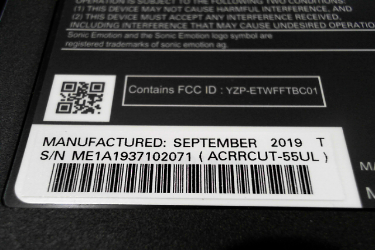 OPERATION IS SUBJECT TO THE FOLLOWING TWO CONDITIONS:
(1) THIS DEVICE MAY NOT CAUSE HARMFUL INTERFERENCE, AND
(2) THIS DEVICE MUST ACCEPT ANY INTERFERENCE RECEIVED,
INCLUDING INTERFERENCE THAT MAY CAUSE UNDESIRED OPERATION
Sonic Emotion and the Sonic Emotion logo symbol are
registered trademarks of sonic emotion ag.
Contains FCC ID : YZP-ETWFFTBC01
MANUFACTURED: SEPTEMBER 2019 T
S/N ME1A1937102071 ( ACRRCUT-55UL )